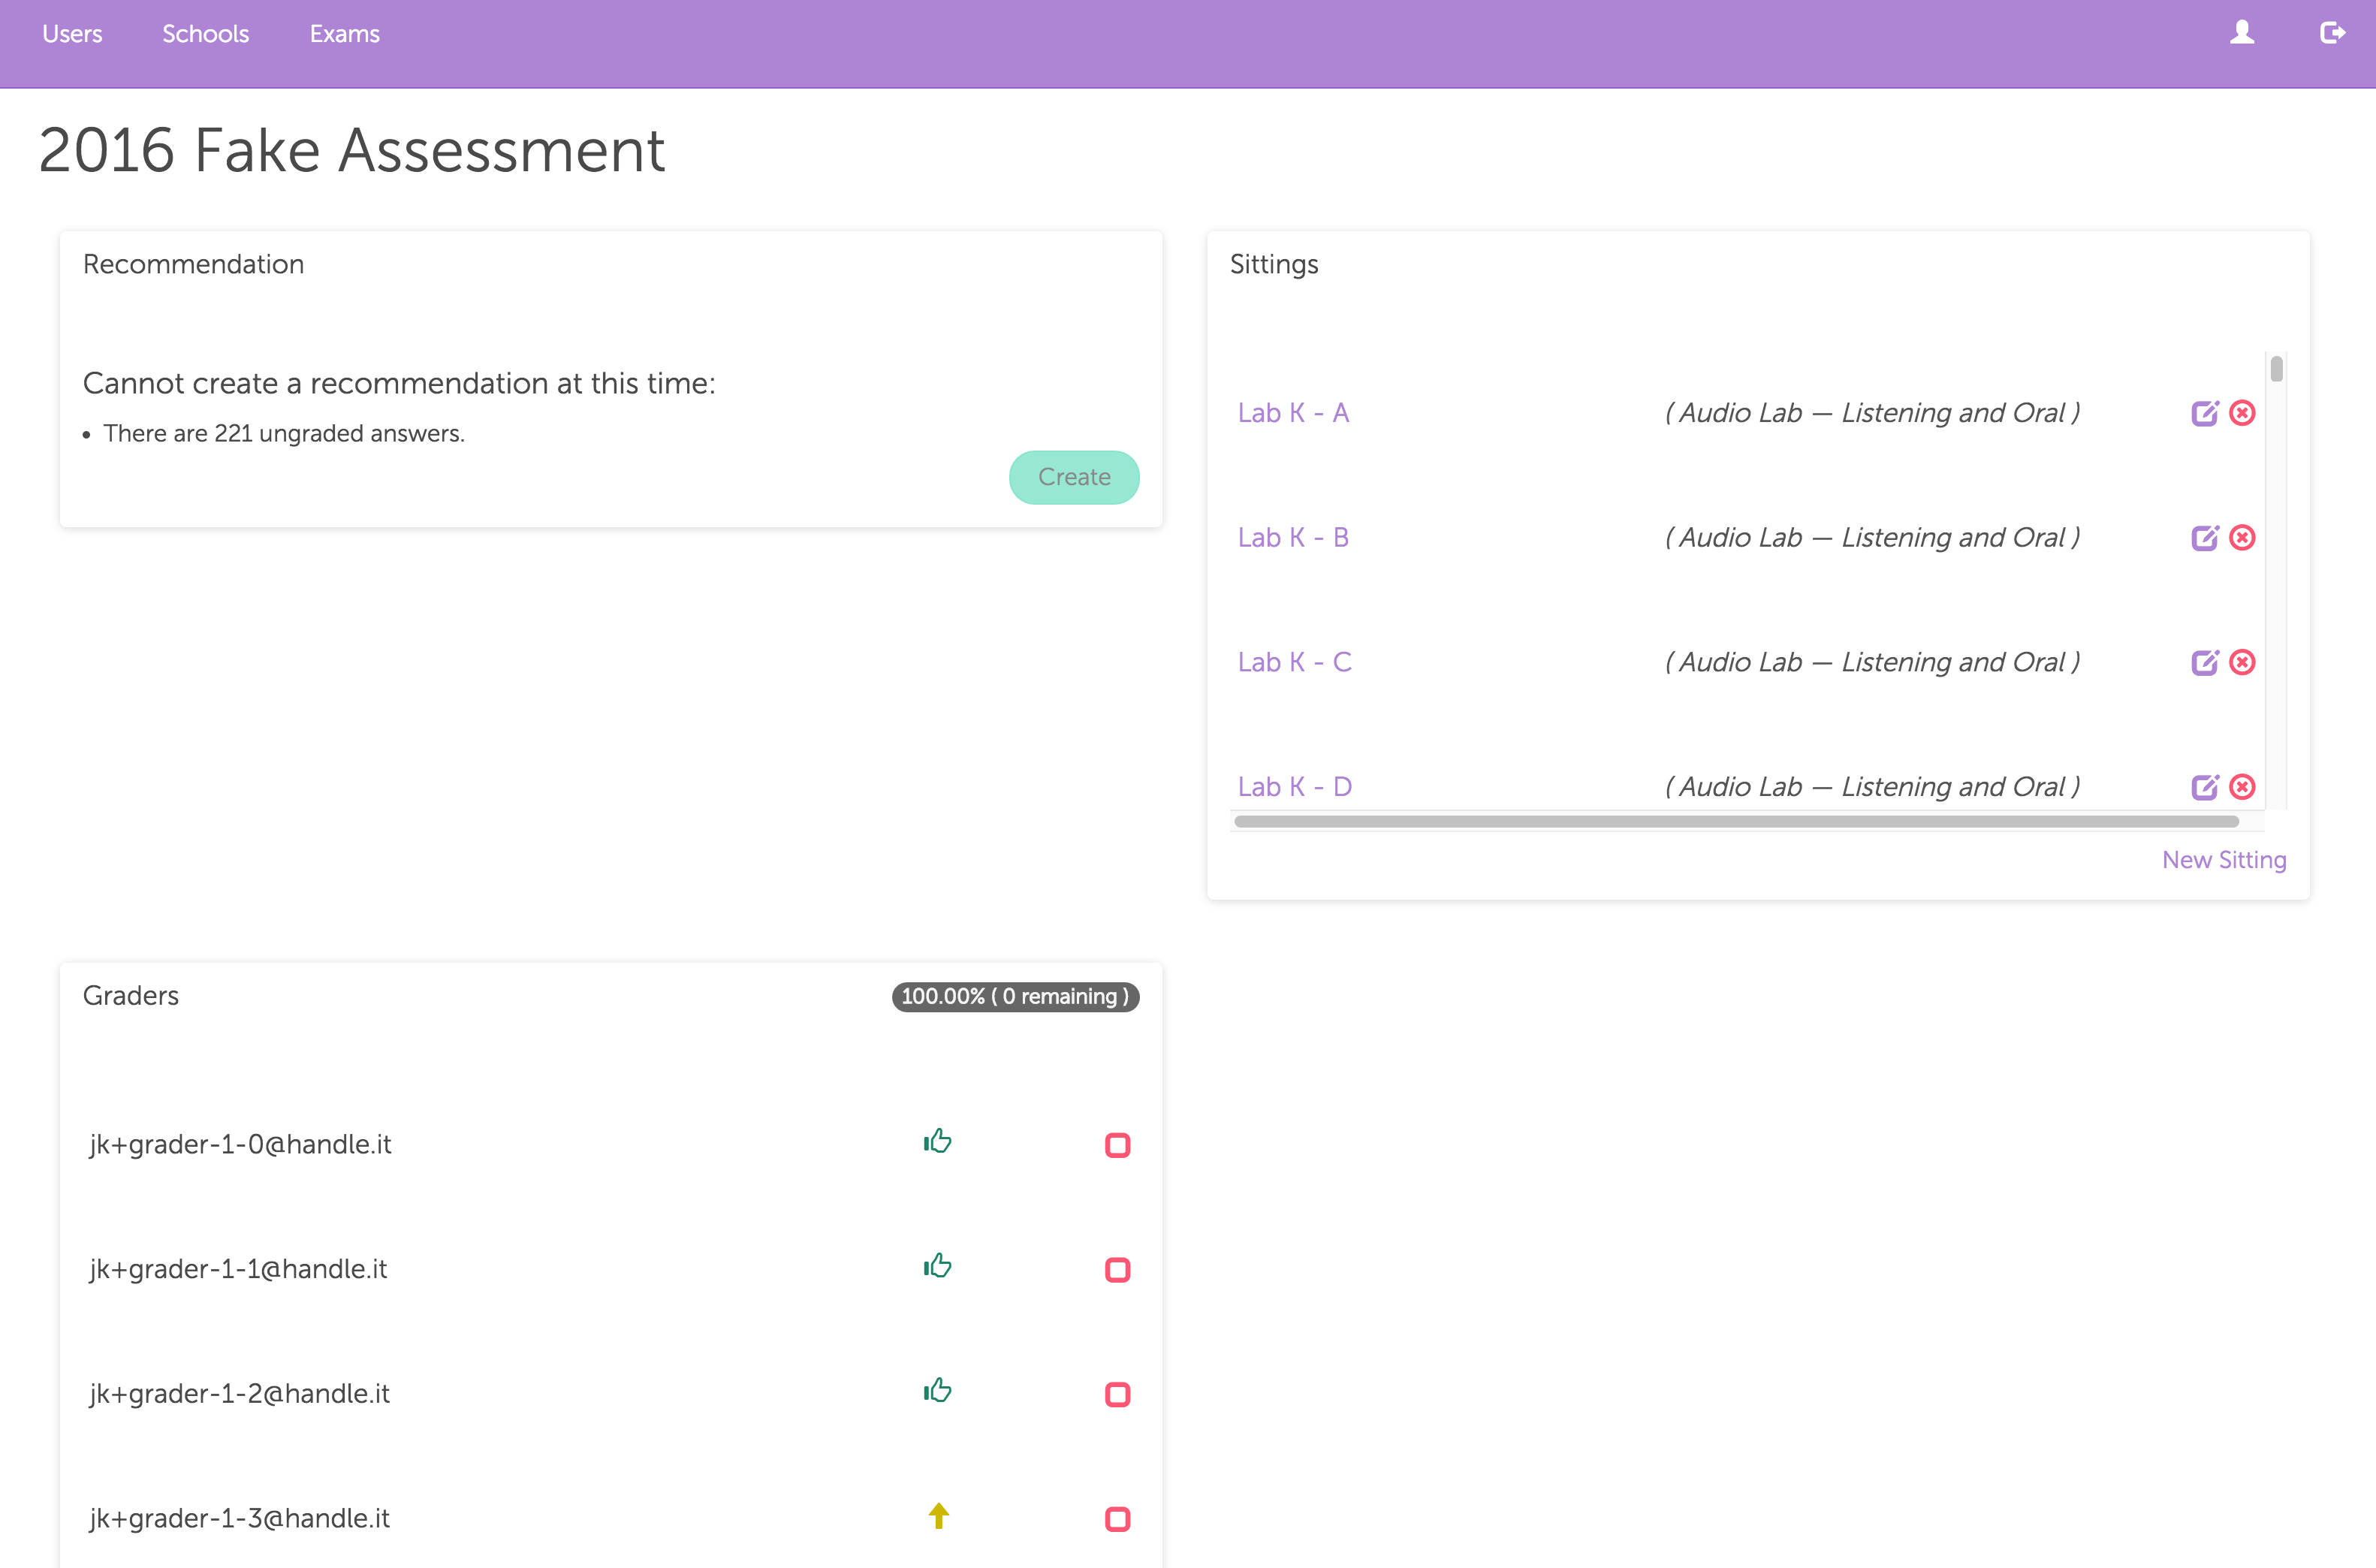 Users Schools Exams
2016 Fake Assessment
Recommendation
Cannot create a recommendation at this time:
• There are 221 ungraded answers.
Create
Sittings
Lab K - A ( Audio Lab — Listening and Oral )
Lab K - B ( Audio Lab — Listening and Oral )
Lab K - C ( Audio Lab — Listening and Oral )
Lab K - D ( Audio Lab — Listening and Oral )
New Sitting
Graders 100.00% ( 0 remaining )
jk+grader-1-0@handle.it
jk+grader-1-1@handle.it
jk+grader-1-2@handle.it
jk+grader-1-3@handle.it